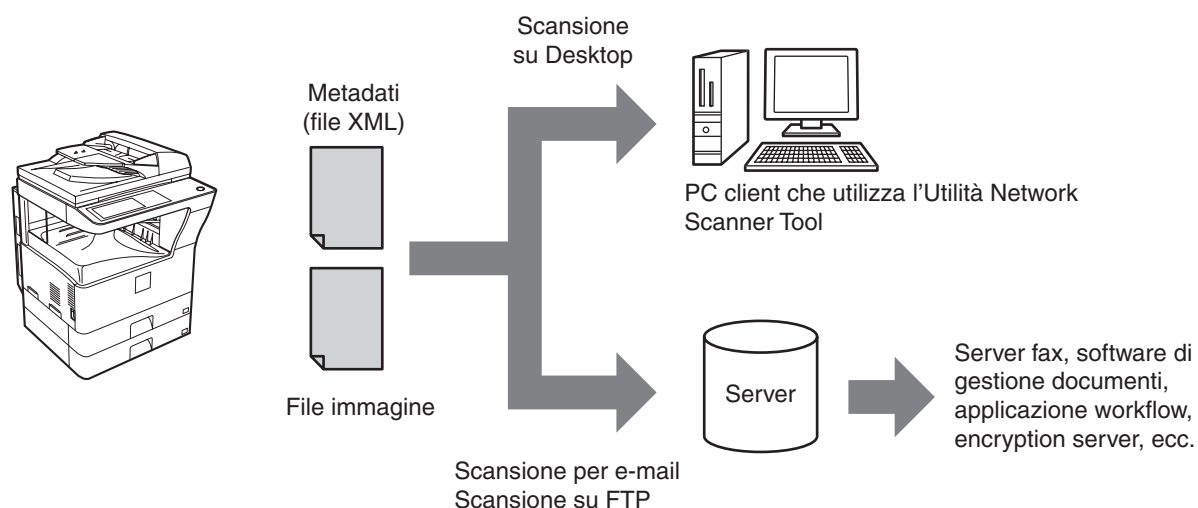 Scansione
su Desktop
Metadati
(file XML)
PC client che utilizza l’Utilità Network
Scanner Tool
File immagine
Server
Server fax, software di
gestione documenti,
applicazione workflow,
encryption server, ecc.
Scansione per e-mail
Scansione su FTP